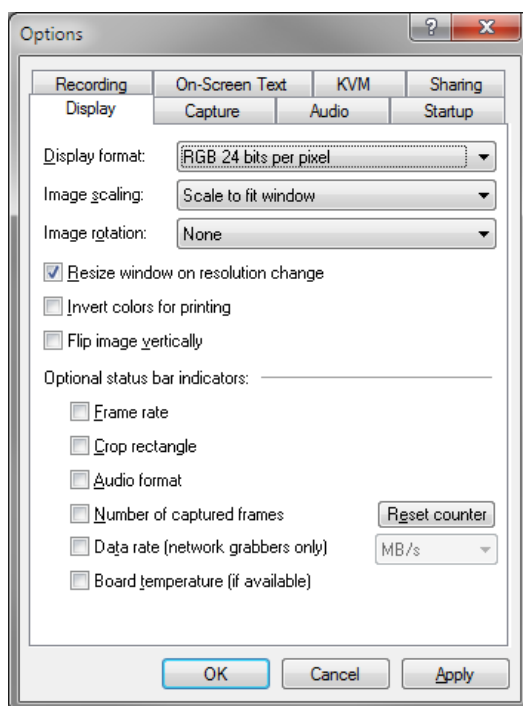 Options
?
Recording On-Screen Text KVM Sharing
Display Capture Audio Startup
Display format: RGB 24 bits per pixel
Image scaling: Scale to fit window
Image rotation: None
Resize window on resolution change
Invert colors for printing
Flip image vertically
Optional status bar indicators:
Frame rate
Crop rectangle
Audio format
Number of captured frames Reset counter
Data rate (network grabbers only) MB/s
Board temperature (if available)
OK Cancel Apply